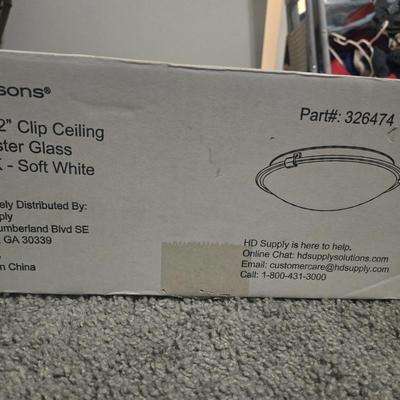 sons®
2" Clip Ceiling
ster Glass
K - Soft White
ely Distributed By:
pply
umberland Blvd SE
, GA 30339
n China
Part#: 326474
HD Supply is here to help.
Online Chat: hdsupplysolutions.com
Email: customercare@hdsupply.com
Call: 1-800-431-3000